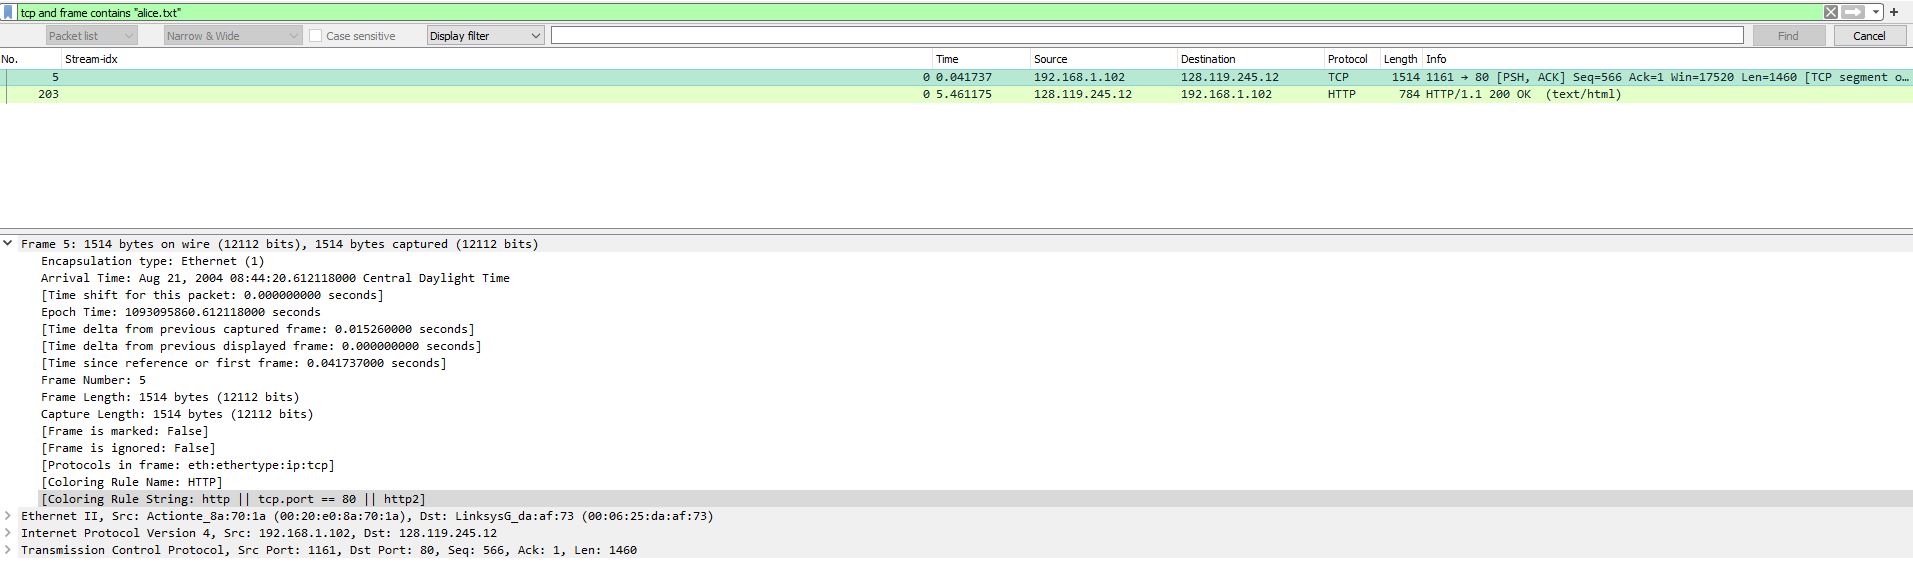 tcp and frame contains "alice.txt"
Packet list Narrow & Wide Case sensitive Display filter Find Cancel
No. Stream-idx Time Source Destination Protocol Length Info
5 0 0.041737 192.168.1.102 128.119.245.12 TCP 1514 1161 → 80 [PSH, ACK] Seq=566 Ack=1 Win=17520 Len=1460 [TCP segment o…
203 0 5.461175 128.119.245.12 192.168.1.102 HTTP 784 HTTP/1.1 200 OK (text/html)
Frame 5: 1514 bytes on wire (12112 bits), 1514 bytes captured (12112 bits)
Encapsulation type: Ethernet (1)
Arrival Time: Aug 21, 2004 08:44:20.612118000 Central Daylight Time
[Time shift for this packet: 0.000000000 seconds]
Epoch Time: 1093095860.612118000 seconds
[Time delta from previous captured frame: 0.015260000 seconds]
[Time delta from previous displayed frame: 0.000000000 seconds]
[Time since reference or first frame: 0.041737000 seconds]
Frame Number: 5
Frame Length: 1514 bytes (12112 bits)
Capture Length: 1514 bytes (12112 bits)
[Frame is marked: False]
[Frame is ignored: False]
[Protocols in frame: eth:ethertype:ip:tcp]
[Coloring Rule Name: HTTP]
[Coloring Rule String: http || tcp.port == 80 || http2]
Ethernet II, Src: Actionte_8a:70:1a (00:20:e0:8a:70:1a), Dst: LinksysG_da:af:73 (00:06:25:da:af:73)
Internet Protocol Version 4, Src: 192.168.1.102, Dst: 128.119.245.12
Transmission Control Protocol, Src Port: 1161, Dst Port: 80, Seq: 566, Ack: 1, Len: 1460